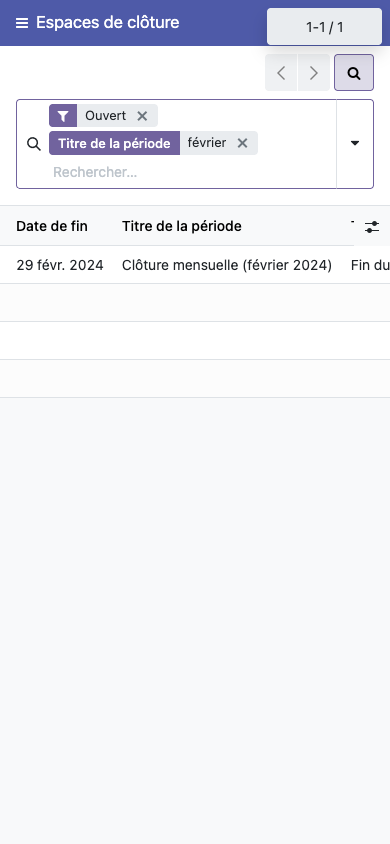 Espaces de clôture
1-1 / 1
Ouvert
Titre de la période février
Rechercher...
Date de fin Titre de la période
29 févr. 2024 Clôture mensuelle (février 2024) Fin du